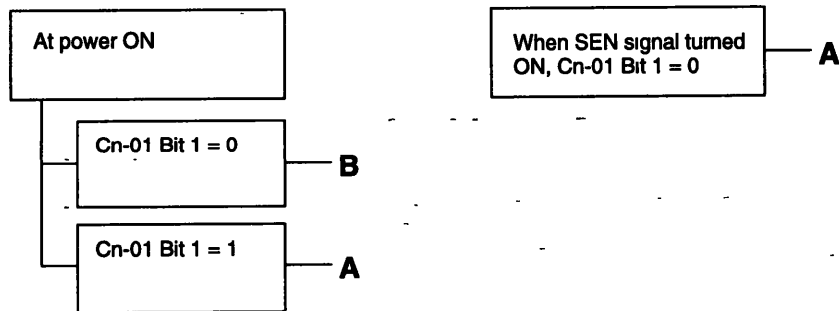 At power ON
Cn-01 Bit 1 = 0
B
Cn-01 Bit 1 = 1
A
When SEN signal turned
ON, Cn-01 Bit 1 = 0
A